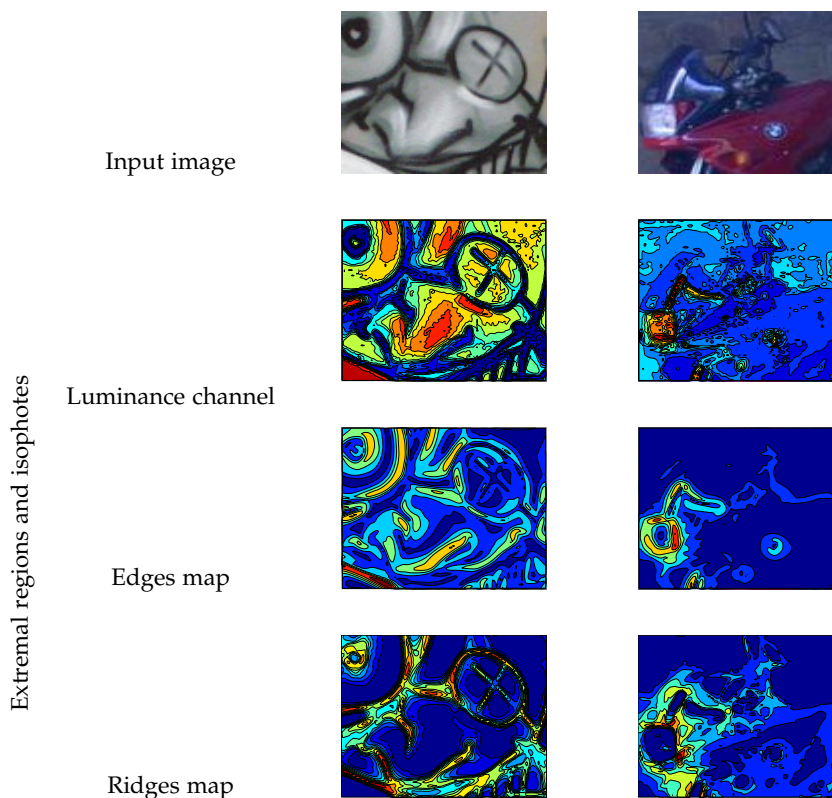 Input image
Luminance channel
Extremal regions and isophotes
Edges map
Ridges map